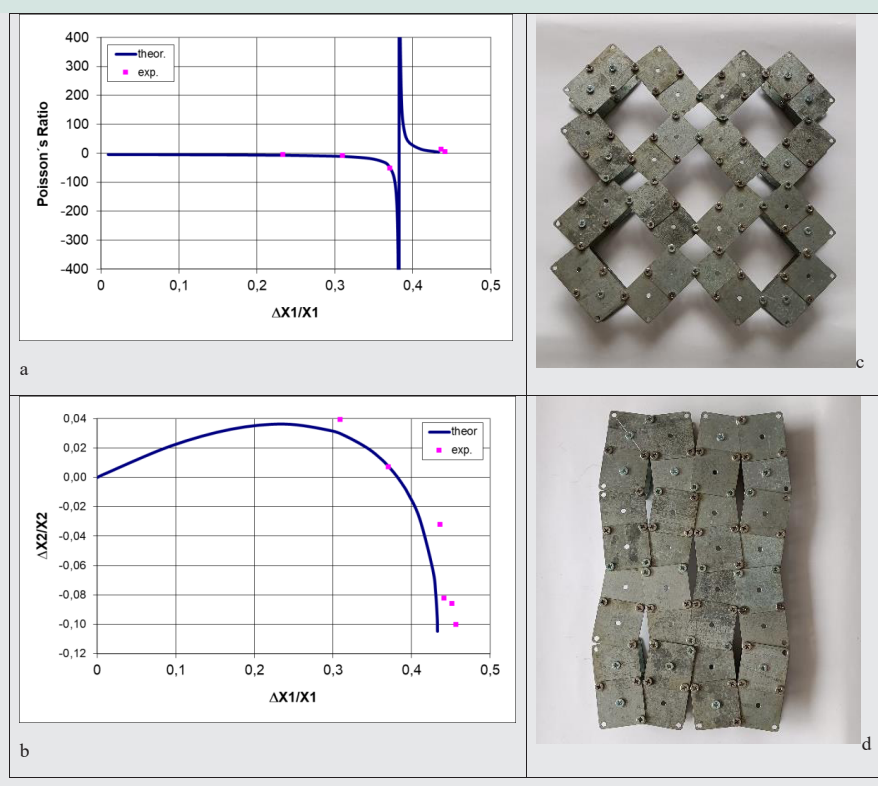 400
300
200
100
0
-100
-200
-300
-400
Poisson´s Ratio
theor.
exp.
0 0,1 0,2 0,3 0,4 0,5
ΔX1/X1
a
c
0,04
0,02
0,00
-0,02
-0,04
-0,06
-0,08
-0,10
-0,12
ΔX2/X2
theor
exp.
0 0,1 0,2 0,3 0,4 0,5
ΔX1/X1
b
d